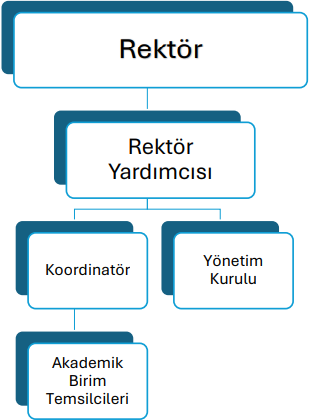 Rektör
Rektör
Yardımcısı
Koordinatör
Yönetim
Kurulu
Akademik
Birim
Temsilcileri